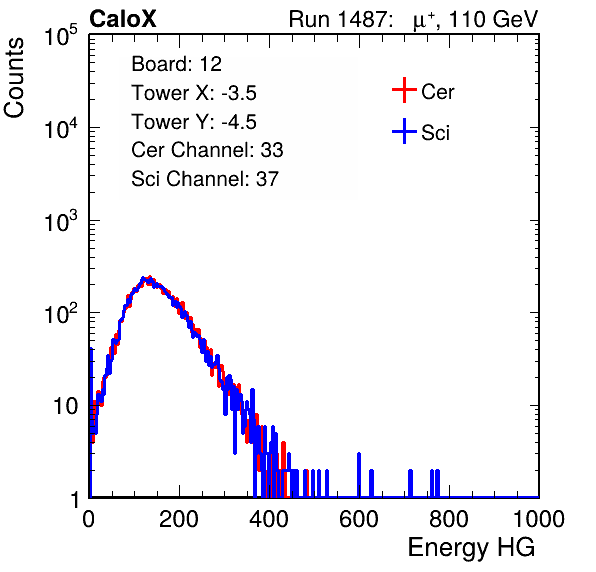 CaloX Run 1487: μ⁺, 110 GeV
Counts
Board: 12
Tower X: -3.5
Tower Y: -4.5
Cer Channel: 33
Sci Channel: 37
Cer
Sci
10⁵
10⁴
10³
10²
10
1
0 200 400 600 800 1000
Energy HG